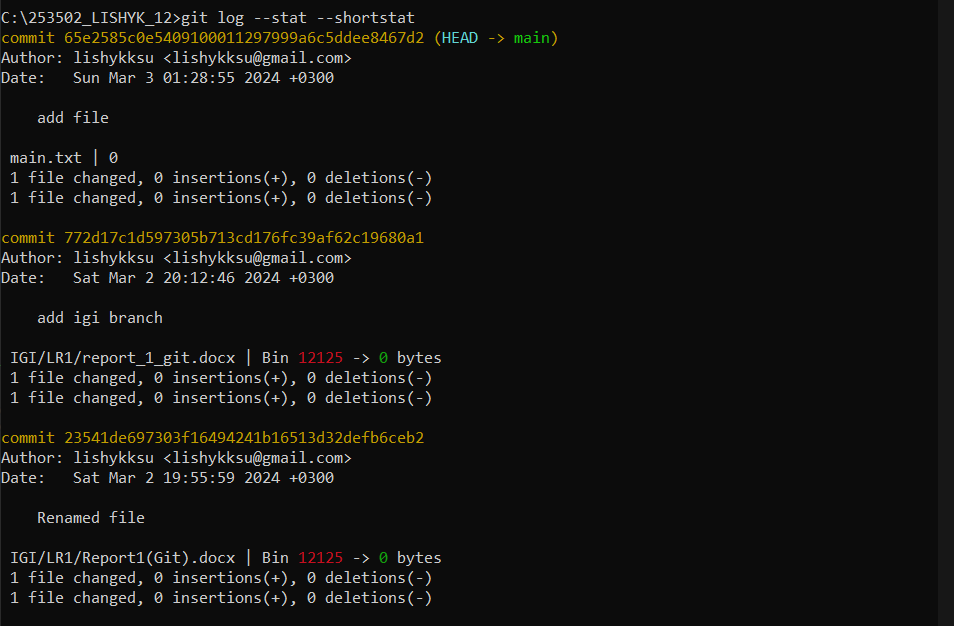 C:\253502_LISHYK_12>git log --stat --shortstat
commit 65e2585c0e5409100011297999a6c5ddee8467d2 (HEAD -> main)
Author: lishykksu <lishykksu@gmail.com>
Date:   Sun Mar 3 01:28:55 2024 +0300
    add file
 main.txt | 0
 1 file changed, 0 insertions(+), 0 deletions(-)
 1 file changed, 0 insertions(+), 0 deletions(-)
commit 772d17c1d597305b713cd176fc39af62c19680a1
Author: lishykksu <lishykksu@gmail.com>
Date:   Sat Mar 2 20:12:46 2024 +0300
    add igi branch
 IGI/LR1/report_1_git.docx | Bin 12125 -> 0 bytes
 1 file changed, 0 insertions(+), 0 deletions(-)
 1 file changed, 0 insertions(+), 0 deletions(-)
commit 23541de697303f16494241b16513d32defb6ceb2
Author: lishykksu <lishykksu@gmail.com>
Date:   Sat Mar 2 19:55:59 2024 +0300
    Renamed file
 IGI/LR1/Report1(Git).docx | Bin 12125 -> 0 bytes
 1 file changed, 0 insertions(+), 0 deletions(-)
 1 file changed, 0 insertions(+), 0 deletions(-)